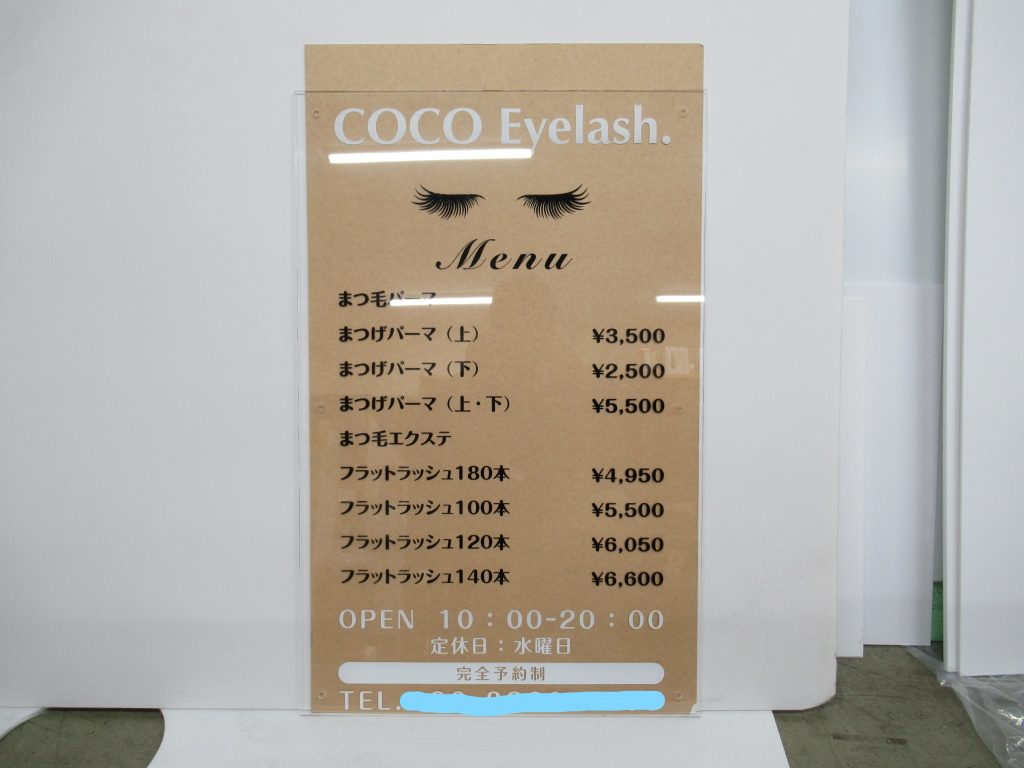 COCO Eyelash.
Menu
まつ毛パーマ
まつげパーマ（上） ¥3,500
まつげパーマ（下） ¥2,500
まつげパーマ（上・下） ¥5,500
まつ毛エクステ
フラットラッシュ180本 ¥4,950
フラットラッシュ100本 ¥5,500
フラットラッシュ120本 ¥6,050
フラットラッシュ140本 ¥6,600
OPEN 10：00-20：00
定休日：水曜日
完全予約制
TEL.